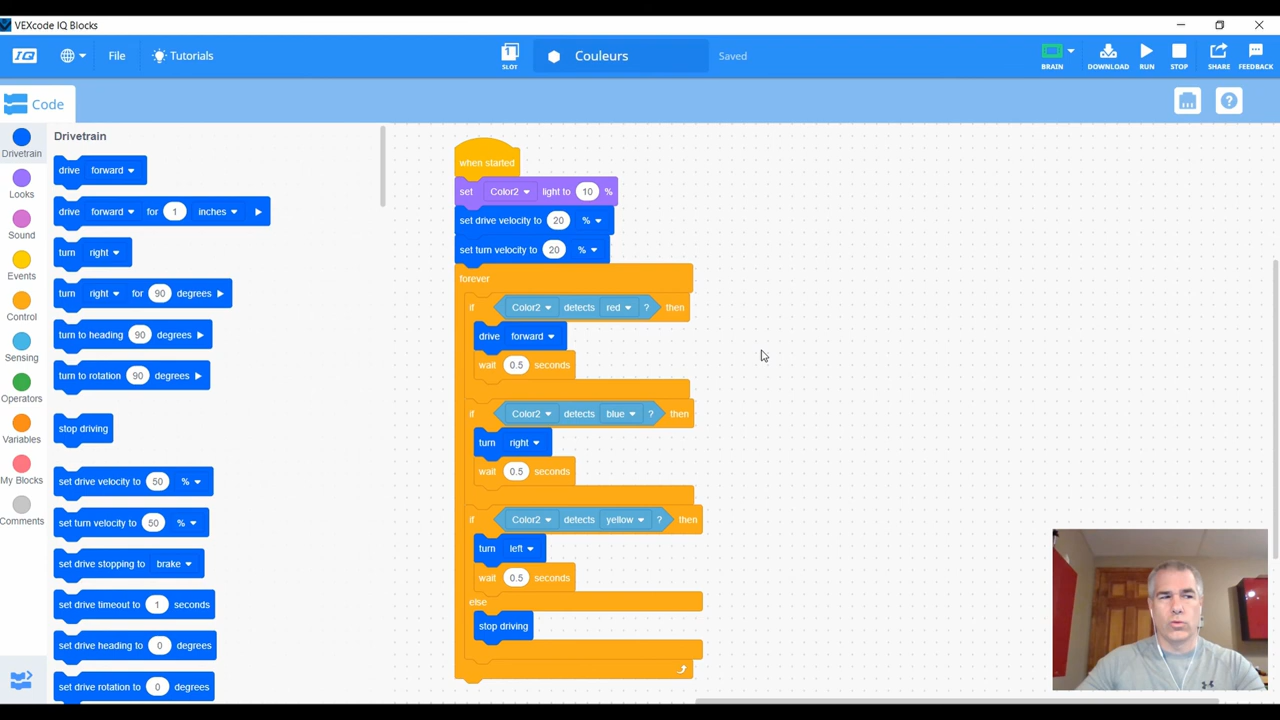 VEXcode IQ Blocks
IQ File Tutorials 1 SLOT Couleurs Saved BRAIN DOWNLOAD RUN STOP SHARE FEEDBACK
Code ?
Drivetrain
Looks
Sound
Events
Control
Sensing
Operators
Variables
My Blocks
Comments
Drivetrain
drive forward
drive forward for 1 inches
turn right
turn right for 90 degrees
turn to heading 90 degrees
turn to rotation 90 degrees
stop driving
set drive velocity to 50 %
set turn velocity to 50 %
set drive stopping to brake
set drive timeout to 1 seconds
set drive heading to 0 degrees
set drive rotation to 0 degrees
when started
set Color2 light to 10 %
set drive velocity to 20 %
set turn velocity to 20 %
forever
if Color2 detects red ? then
drive forward
wait 0.5 seconds
if Color2 detects blue ? then
turn right
wait 0.5 seconds
if Color2 detects yellow ? then
turn left
wait 0.5 seconds
else
stop driving